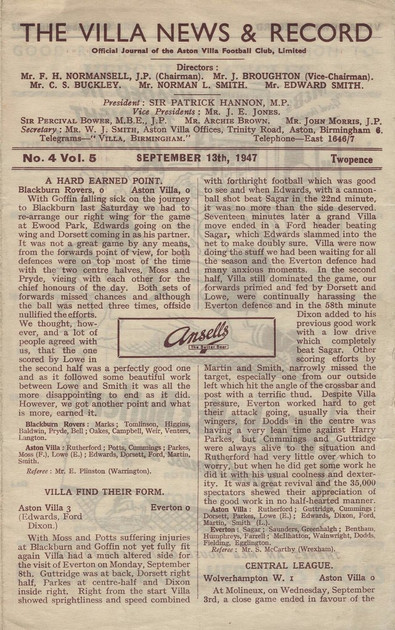 THE VILLA NEWS & RECORD
Official Journal of the Aston Villa Football Club, Limited
Directors :
Mr. F. H. NORMANSELL, J.P. (Chairman). Mr. J. BROUGHTON (Vice-Chairman).
Mr. C. S. BUCKLEY. Mr. NORMAN L. SMITH. Mr. EDWARD SMITH.
President : SIR PATRICK HANNON, M.P.
Vice Presidents : MR. J. E. JONES.
SIR PERCIVAL BOWER, M.B.E., J.P. MR. ARCHIE BROWN. MR. JOHN MORRIS, J.P.
Secretary : MR. W. J. SMITH, Aston Villa Offices, Trinity Road, Aston, Birmingham 6.
Telegrams—"VILLA, BIRMINGHAM." Telephone—East 1646/7
No. 4 Vol. 5 SEPTEMBER 13th, 1947 Twopence
A HARD EARNED POINT.
Blackburn Rovers, 0 Aston Villa, 0
With Goffin falling sick on the journey
to Blackburn last Saturday we had to
re-arrange our right wing for the game
at Ewood Park, Edwards going on the
wing and Dorsett coming in as his partner.
It was not a great game by any means,
from the forwards point of view, for both
defences were on top most of the time
with the two centre halves, Moss and
Pryde, vieing with each other for the
chief honours of the day. Both sets of
forwards missed chances and although
the ball was netted three times, offside
nullified the efforts.
We thought, how-
ever, and a lot of
people agreed with
us, that the one
scored by Lowe in
the second half was a perfectly good one
and as it followed some beautiful work
between Lowe and Smith it was all the
more disappointing to end as it did.
However, we got another point and what
is more, earned it.
Blackburn Rovers : Marks ; Tomlinson, Higgins,
Baldwin, Pryde, Bell ; Oakes, Campbell, Weir, Venters,
Langton.
Aston Villa : Rutherford ; Potts, Cummings ; Parkes,
Moss (F.), Lowe (E.) ; Edwards, Dorsett, Ford, Martin,
Smith.
Referee : Mr. E. Plinston (Warrington).
VILLA FIND THEIR FORM.
Aston Villa 3 Everton 0
(Edwards, Ford
Dixon.)
With Moss and Potts suffering injuries
at Blackburn and Goffin not yet fully fit
again Villa had a much altered side for
the visit of Everton on Monday, September
8th. Guttridge was at back, Dorsett right
half, Parkes at centre-half and Dixon
inside right. Right from the start Villa
showed sprightliness and speed combined
with forthright football which was good
to see and when Edwards, with a cannon-
ball shot beat Sagar in the 22nd minute,
it was no more than the side deserved.
Seventeen minutes later a grand Villa
move ended in a Ford header beating
Sagar, which Edwards slammed into the
net to make doubly sure. Villa were now
doing the stuff we had been waiting for all
the season and the Everton defence had
many anxious moments. In the second
half, Villa still dominated the game, our
forwards primed and fed by Dorsett and
Lowe, were continually harassing the
Everton defence and in the 58th minute
Dixon added to his
previous good work
with a low drive
which completely
beat Sagar. Other
scoring efforts by
Martin and Smith, narrowly missed the
target, especially one from our outside
left which hit the angle of the crossbar and
post with a terrific thud. Despite Villa
pressure, Everton worked hard to get
their attack going, usually via their
wingers, for Dodds in the centre was
having a very lean time against Harry
Parkes, but Cummings and Guttridge
were always alive to the situation and
Rutherford had very little over which to
worry, but when he did get some work he
did it with his usual coolness and dexter-
ity. It was a great revival and the 35,000
spectators shewed their appreciation of
the good work in no half-hearted manner.
Aston Villa : Rutherford ; Guttridge, Cummings ;
Dorsett, Parkes, Lowe (E.) ; Edwards, Dixon, Ford,
Martin, Smith (L.).
Everton : Sagar ; Saunders, Greenhalgh ; Bentham,
Humphreys, Farrell ; McIlhatton, Wainwright, Dodds,
Fielding, Eggington.
Referee : Mr. S. McCarthy (Wrexham).
CENTRAL LEAGUE.
Wolverhampton W. 1 Aston Villa 0
At Molineux, on Wednesday, September
3rd, a close game ended in favour of the
Ansells
The Better Beer